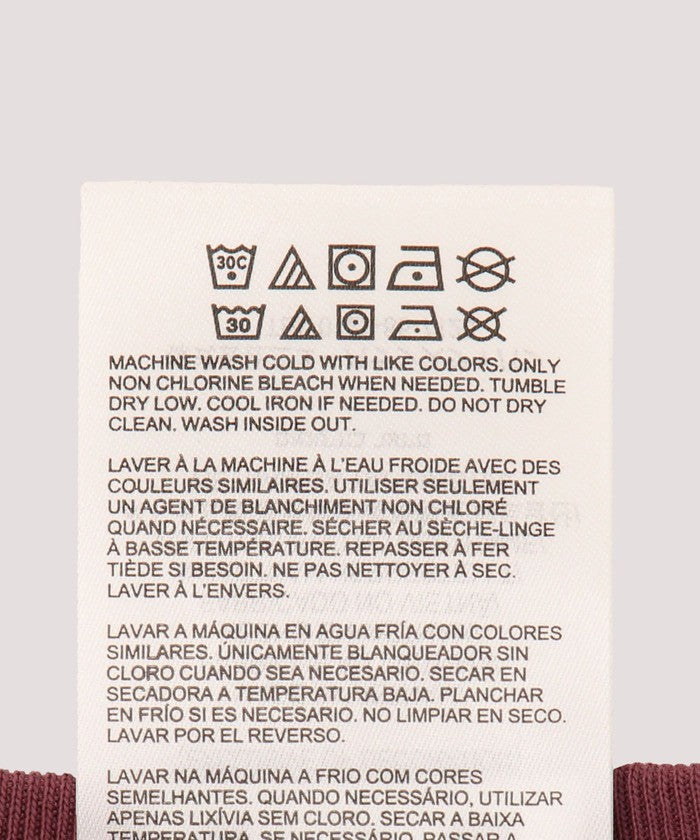 30C
30
MACHINE WASH COLD WITH LIKE COLORS. ONLY
NON CHLORINE BLEACH WHEN NEEDED. TUMBLE
DRY LOW. COOL IRON IF NEEDED. DO NOT DRY
CLEAN. WASH INSIDE OUT.
LAVER À LA MACHINE À L'EAU FROIDE AVEC DES
COULEURS SIMILAIRES. UTILISER SEULEMENT
UN AGENT DE BLANCHIMENT NON CHLORÉ
QUAND NÉCESSAIRE. SÉCHER AU SÈCHE-LINGE
À BASSE TEMPÉRATURE. REPASSER À FER
TIÈDE SI BESOIN. NE PAS NETTOYER À SEC.
LAVER À L'ENVERS.
LAVAR A MÁQUINA EN AGUA FRÍA CON COLORES
SIMILARES. ÚNICAMENTE BLANQUEADOR SIN
CLORO CUANDO SEA NECESARIO. SECAR EN
SECADORA A TEMPERATURA BAJA. PLANCHAR
EN FRÍO SI ES NECESARIO. NO LIMPIAR EN SECO.
LAVAR POR EL REVERSO.
LAVAR NA MÁQUINA A FRIO COM CORES
SEMELHANTES. QUANDO NECESSÁRIO, UTILIZAR
APENAS LIXÍVIA SEM CLORO. SECAR A BAIXA
TEMPERATURA. SE NECESSÁRIO, PASSAR A